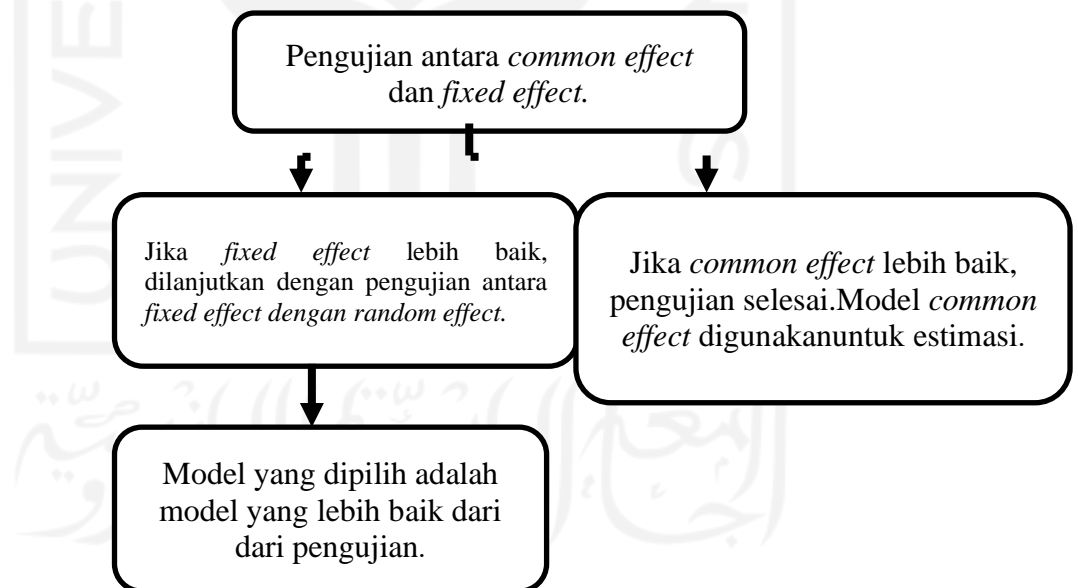 Pengujian antara common effect
dan fixed effect.
Jika fixed effect lebih baik,
dilanjutkan dengan pengujian antara
fixed effect dengan random effect.
Jika common effect lebih baik,
pengujian selesai.Model common
effect digunakanuntuk estimasi.
Model yang dipilih adalah
model yang lebih baik dari
dari pengujian.
UNIVE
S